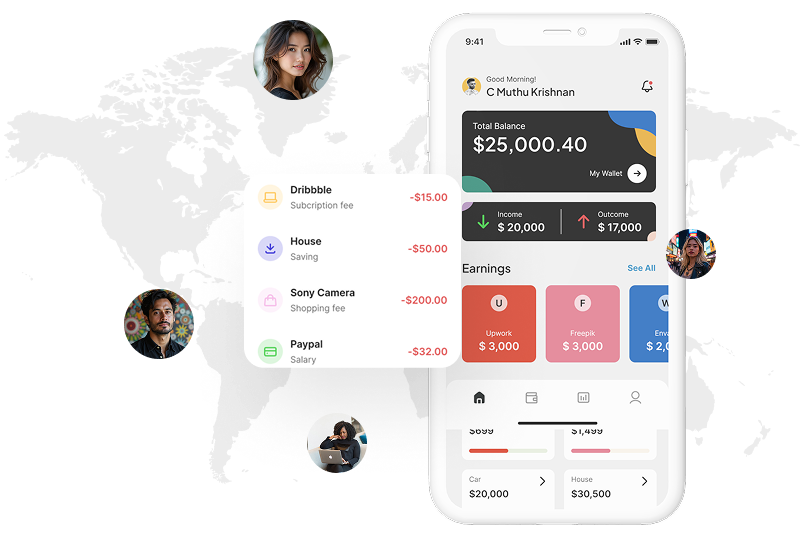 9:41
Good Morning!
C Muthu Krishnan
Total Balance
$25,000.40
My Wallet
Income
$ 20,000
Outcome
$ 17,000
Earnings
See All
U
Upwork
$ 3,000
F
Freepik
$ 3,000
W
Enva
$ 2,0
$699
$1,499
Car
$20,000
House
$30,500
Dribbble
Subcription fee
-$15.00
House
Saving
-$50.00
Sony Camera
Shopping fee
-$200.00
Paypal
Salary
-$32.00